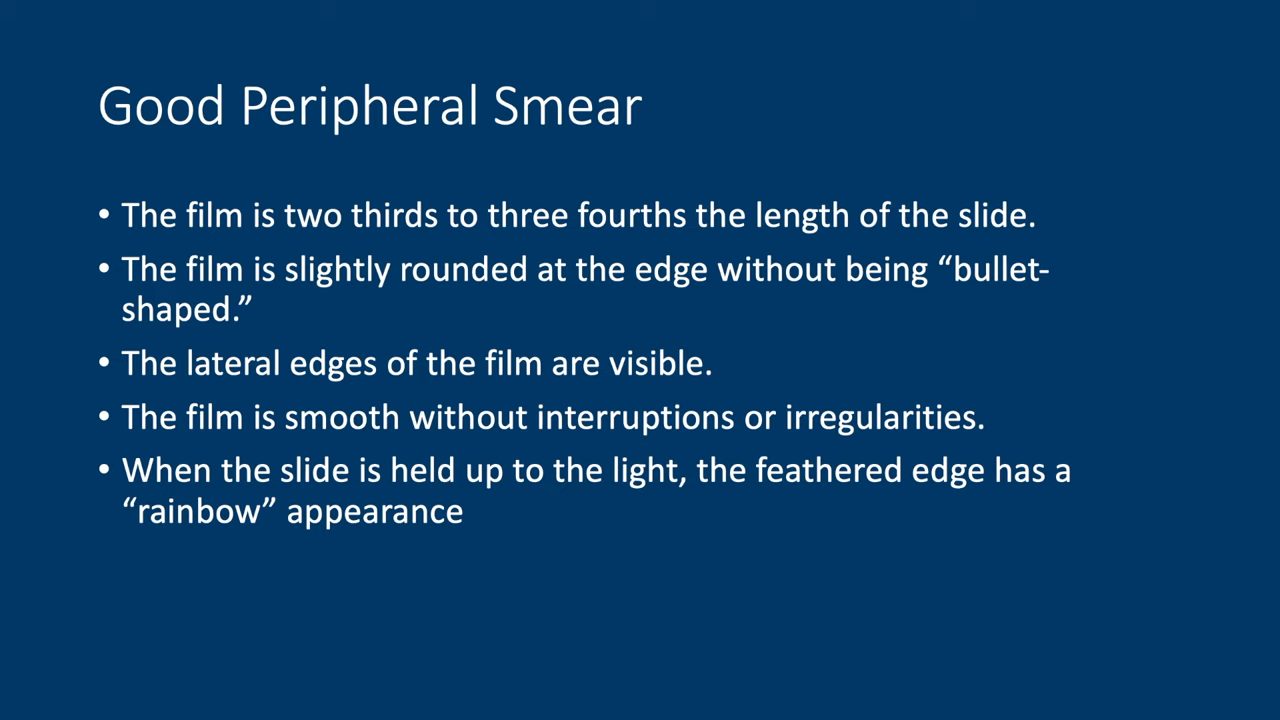 Good Peripheral Smear
• The film is two thirds to three fourths the length of the slide.
• The film is slightly rounded at the edge without being “bullet-
shaped.”
• The lateral edges of the film are visible.
• The film is smooth without interruptions or irregularities.
• When the slide is held up to the light, the feathered edge has a
“rainbow” appearance